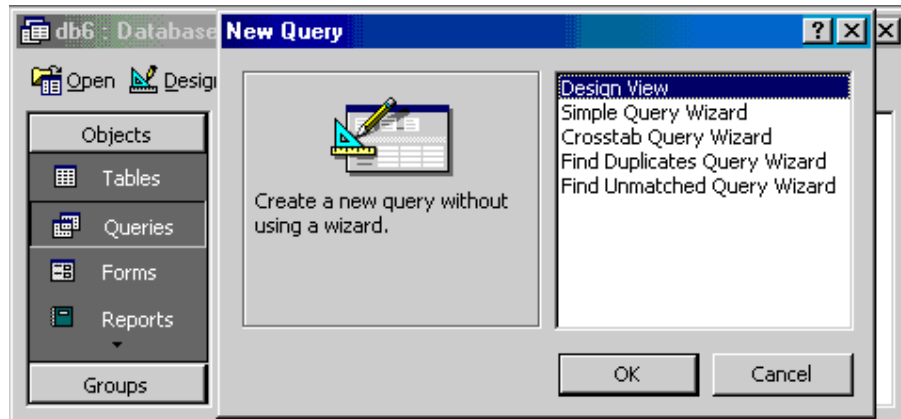 db6 : Database
New Query
Open Desig
Objects
Tables
Queries
Forms
Reports
Groups
Create a new query without
using a wizard.
Design View
Simple Query Wizard
Crosstab Query Wizard
Find Duplicates Query Wizard
Find Unmatched Query Wizard
OK
Cancel